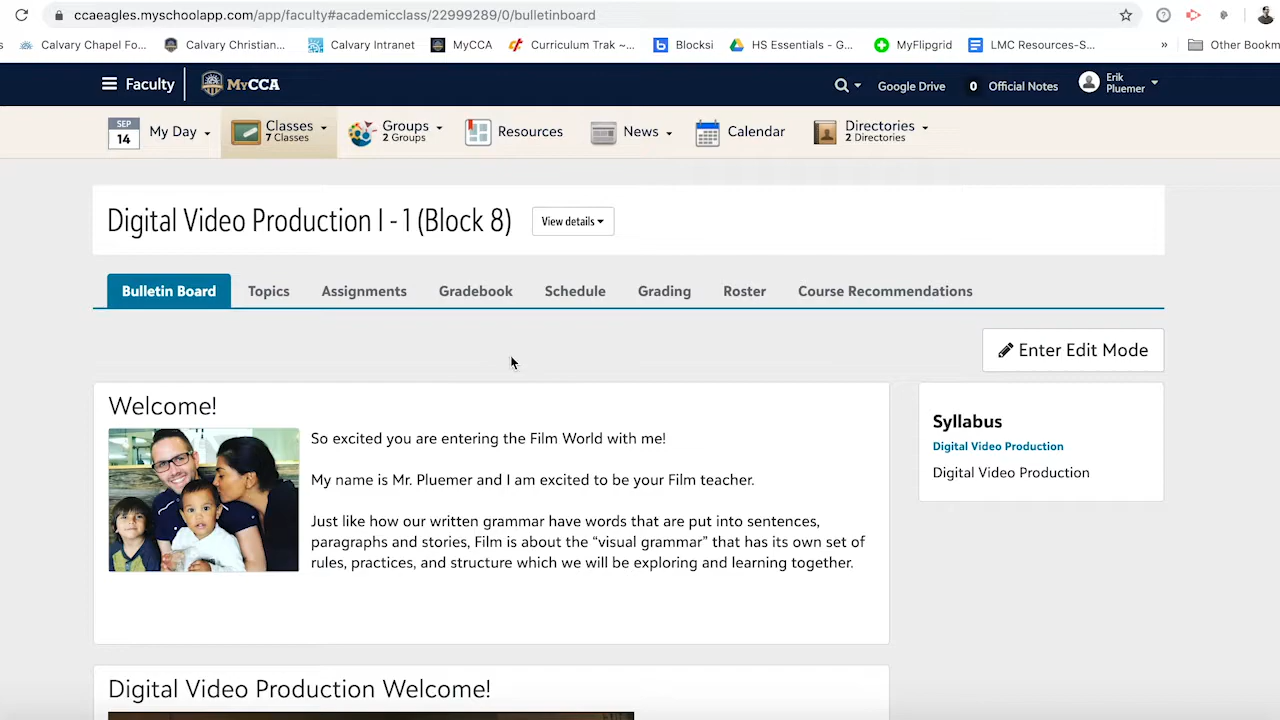 ccaeagles.myschoolapp.com/app/faculty#academicclass/22999289/0/bulletinboard
s Calvary Chapel Fo... Calvary Christian... Calvary Intranet MyCCA Curriculum Trak ~... Blocksi HS Essentials - G... MyFlipgrid LMC Resources-S... » Other Bookm
Faculty MYCCA Google Drive 0 Official Notes Erik
Pluemer
SEP
14 My Day Classes
7 Classes
Groups
2 Groups
Resources News Calendar Directories
2 Directories
Digital Video Production I - 1 (Block 8) View details
Bulletin Board Topics Assignments Gradebook Schedule Grading Roster Course Recommendations
Enter Edit Mode
Welcome!
So excited you are entering the Film World with me!
My name is Mr. Pluemer and I am excited to be your Film teacher.
Just like how our written grammar have words that are put into sentences,
paragraphs and stories, Film is about the “visual grammar” that has its own set of
rules, practices, and structure which we will be exploring and learning together.
Syllabus
Digital Video Production
Digital Video Production
Digital Video Production Welcome!